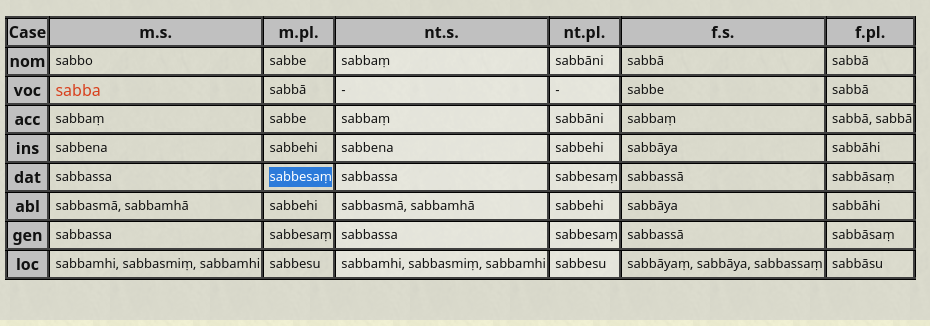 Case m.s. m.pl. nt.s. nt.pl. f.s. f.pl.
nom sabbo sabbe sabbaṃ sabbāni sabbā sabbā
voc sabba sabbā - - sabbe sabbā
acc sabbaṃ sabbe sabbaṃ sabbāni sabbaṃ sabbā, sabbā
ins sabbena sabbehi sabbena sabbehi sabbāya sabbāhi
dat sabbassa sabbesaṃ sabbassa sabbesaṃ sabbassā sabbāsaṃ
abl sabbasmā, sabbamhā sabbehi sabbasmā, sabbamhā sabbehi sabbāya sabbāhi
gen sabbassa sabbesaṃ sabbassa sabbesaṃ sabbassā sabbāsaṃ
loc sabbamhi, sabbasmiṃ, sabbamhi sabbesu sabbamhi, sabbasmiṃ, sabbamhi sabbesu sabbāyaṃ, sabbāya, sabbassaṃ sabbāsu